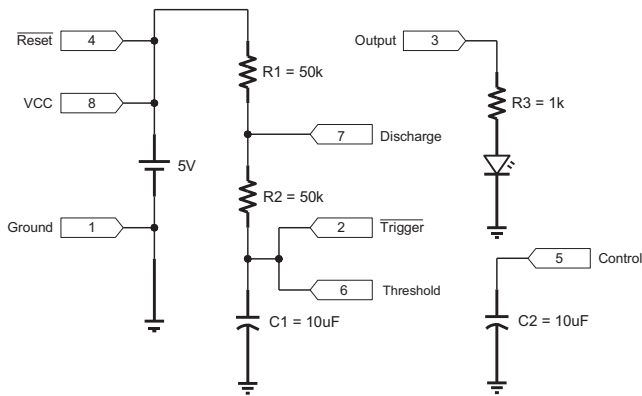 Reset 4
VCC 8
5V
Ground 1
R1 = 50k
7 Discharge
R2 = 50k
2 Trigger
6 Threshold
C1 = 10uF
Output 3
R3 = 1k
5 Control
C2 = 10uF